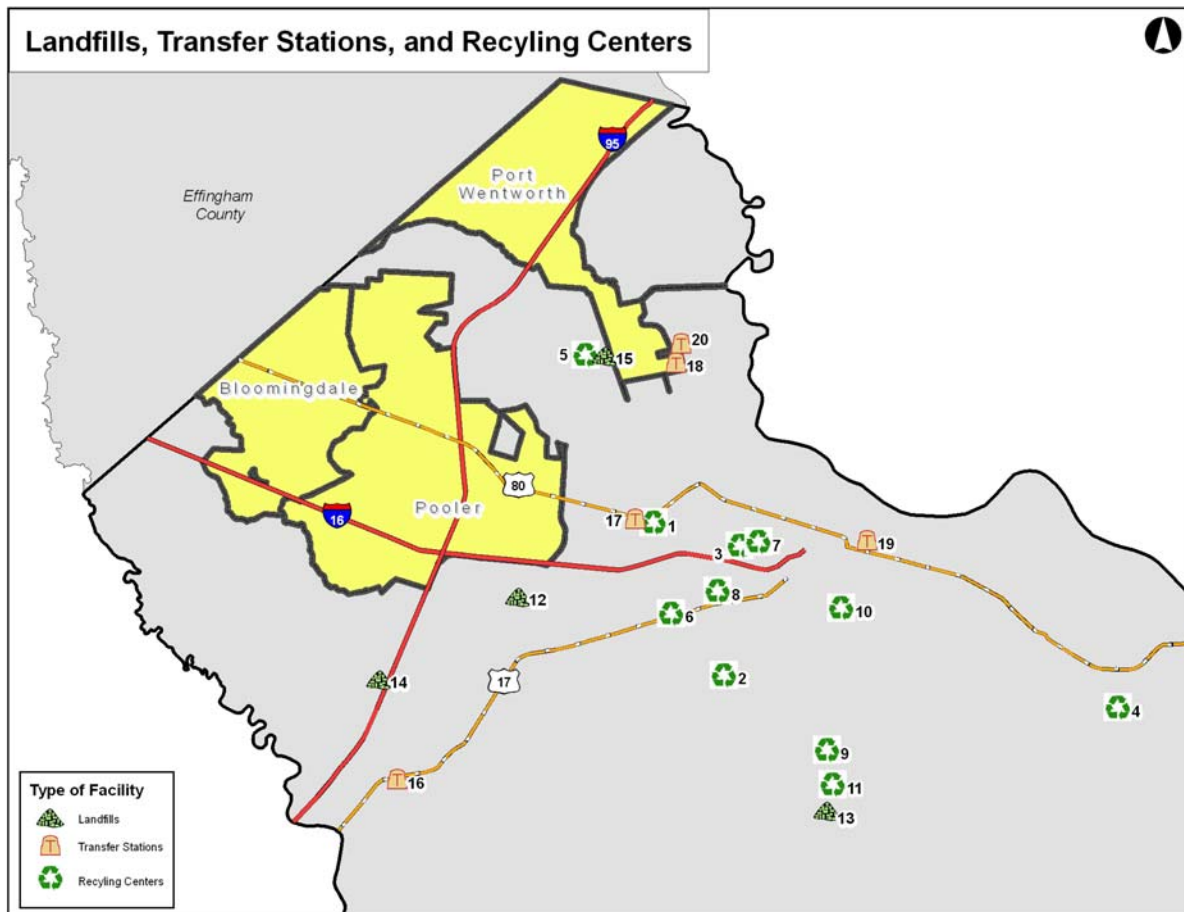 Landfills, Transfer Stations, and Recyling Centers
95
Port
Wentworth
Effingham
County
20
5
15
18
Bloomingdale
80
16
Pooler
17
1
3
7
19
12
8
6
10
14
17
2
4
9
16
11
13
Type of Facility
Landfills
Transfer Stations
Recyling Centers
T
T
T
T
T
T